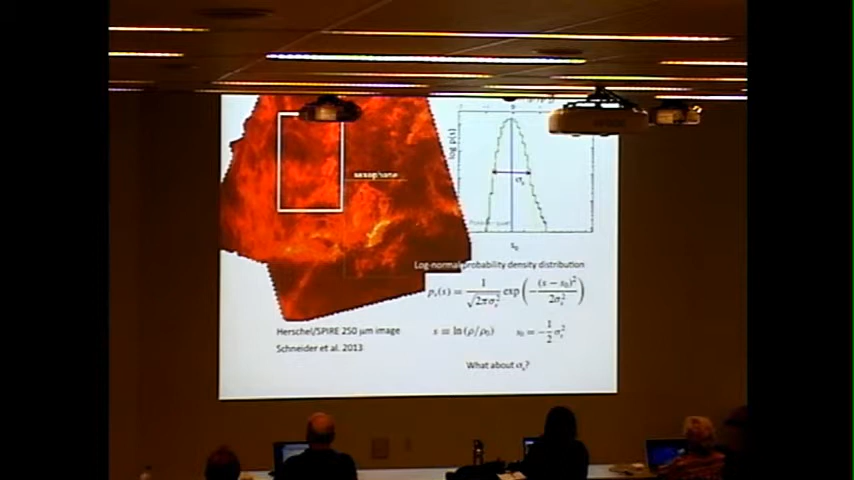 saxophone
log p(s)
σₛ
s₀
Log-normal probability density distribution
pₛ(s) = 1/√(2πσₛ²) exp(−(s − s₀)²/2σₛ²)
Herschel/SPIRE 250 μm image
s ≡ ln (ρ/ρ₀) s₀ = −1/2 σₛ²
Schneider et al. 2013
What about σₛ?